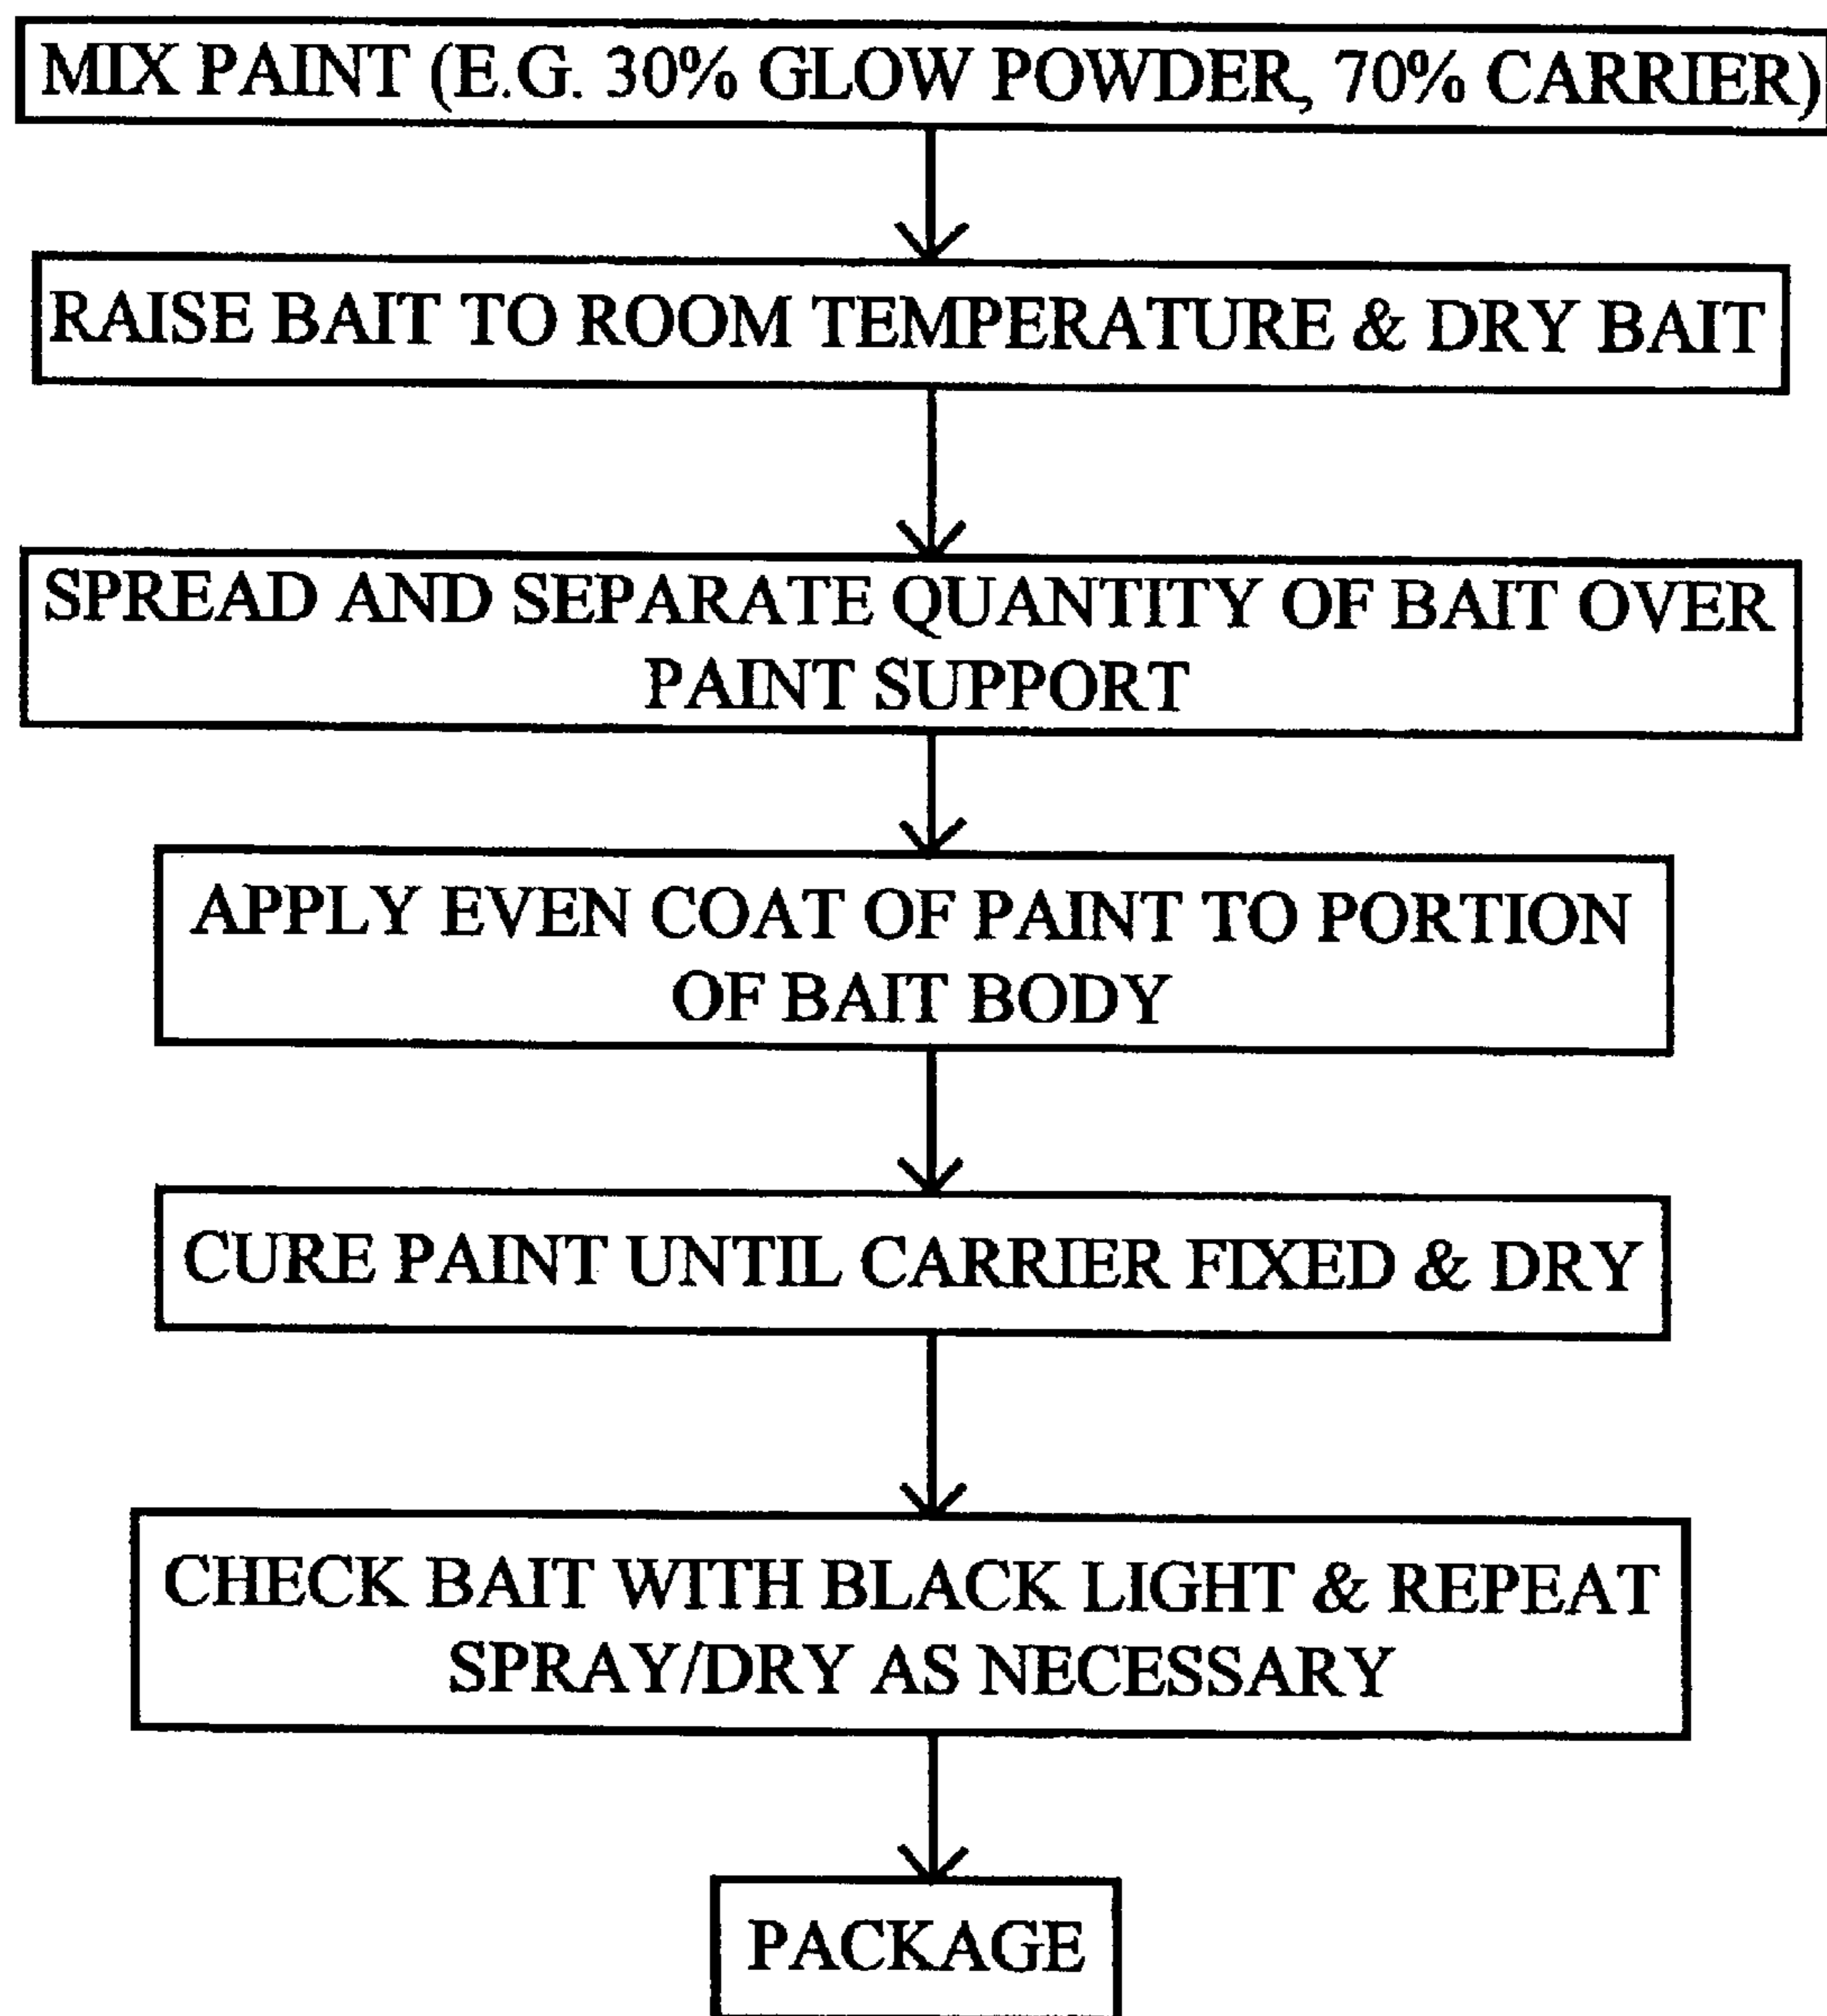 MIX PAINT (E.G. 30% GLOW POWDER, 70% CARRIER)
RAISE BAIT TO ROOM TEMPERATURE & DRY BAIT
SPREAD AND SEPARATE QUANTITY OF BAIT OVER
PAINT SUPPORT
APPLY EVEN COAT OF PAINT TO PORTION
OF BAIT BODY
CURE PAINT UNTIL CARRIER FIXED & DRY
CHECK BAIT WITH BLACK LIGHT & REPEAT
SPRAY/DRY AS NECESSARY
PACKAGE